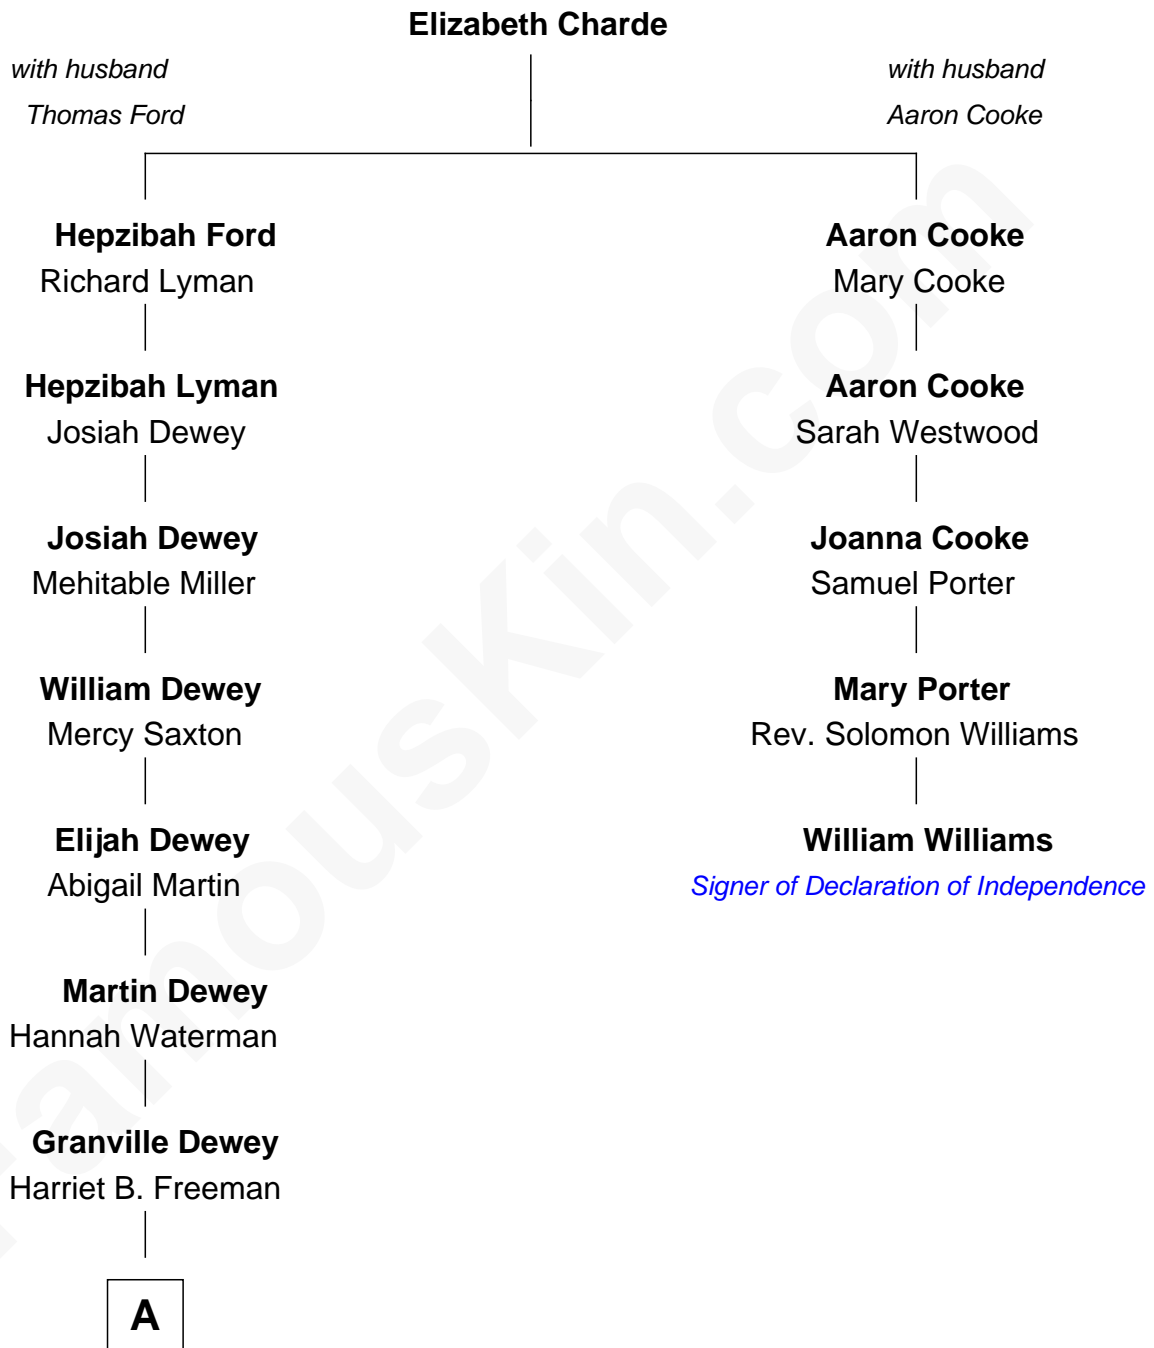 Elizabeth Charde
with husband
Thomas Ford
with husband
Aaron Cooke
Hepzibah Ford
Richard Lyman
Aaron Cooke
Mary Cooke
Hepzibah Lyman
Josiah Dewey
Aaron Cooke
Sarah Westwood
Josiah Dewey
Mehitable Miller
Joanna Cooke
Samuel Porter
William Dewey
Mercy Saxton
Mary Porter
Rev. Solomon Williams
Elijah Dewey
Abigail Martin
William Williams
Signer of Declaration of Independence
Martin Dewey
Hannah Waterman
Granville Dewey
Harriet B. Freeman
A
FamousKin.com